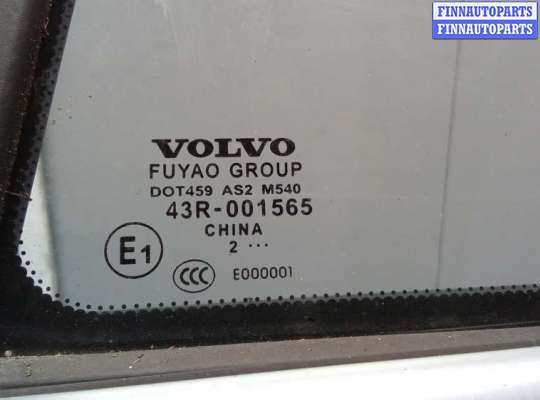 FINNAUTOPARTS
FINNAUTOPARTS
VOLVO
FUYAO GROUP
DOT459 AS2 M540
43R-001565
CHINA
2 ...
E1
CCC E000001